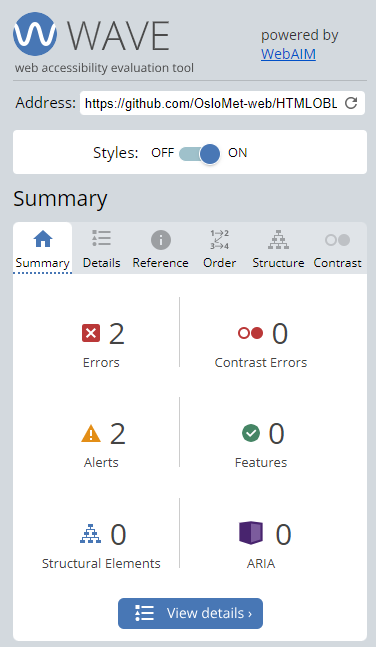 WAVE
web accessibility evaluation tool
powered by
WebAIM
Address: https://github.com/OsloMet-web/HTMLOBL
Styles: OFF ON
Summary
Summary Details Reference Order Structure Contrast
2 0
Errors Contrast Errors
2 0
Alerts Features
0 0
Structural Elements ARIA
View details ›